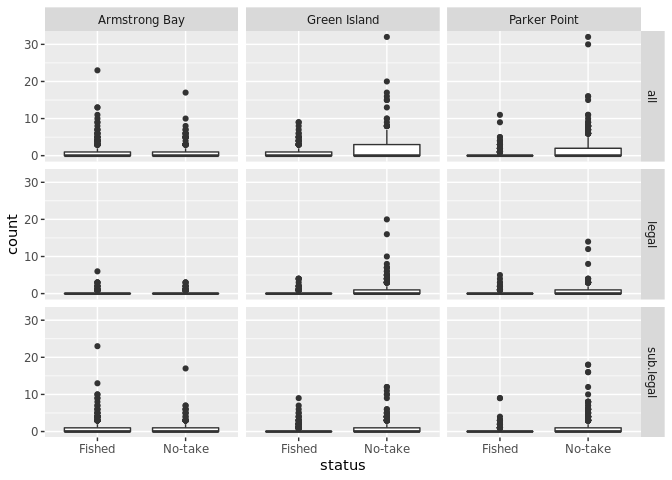 Armstrong Bay Green Island Parker Point
30
20
10
0
all
30
20
10
0
legal
30
20
10
0
sub.legal
count
Fished No-take Fished No-take Fished No-take
status